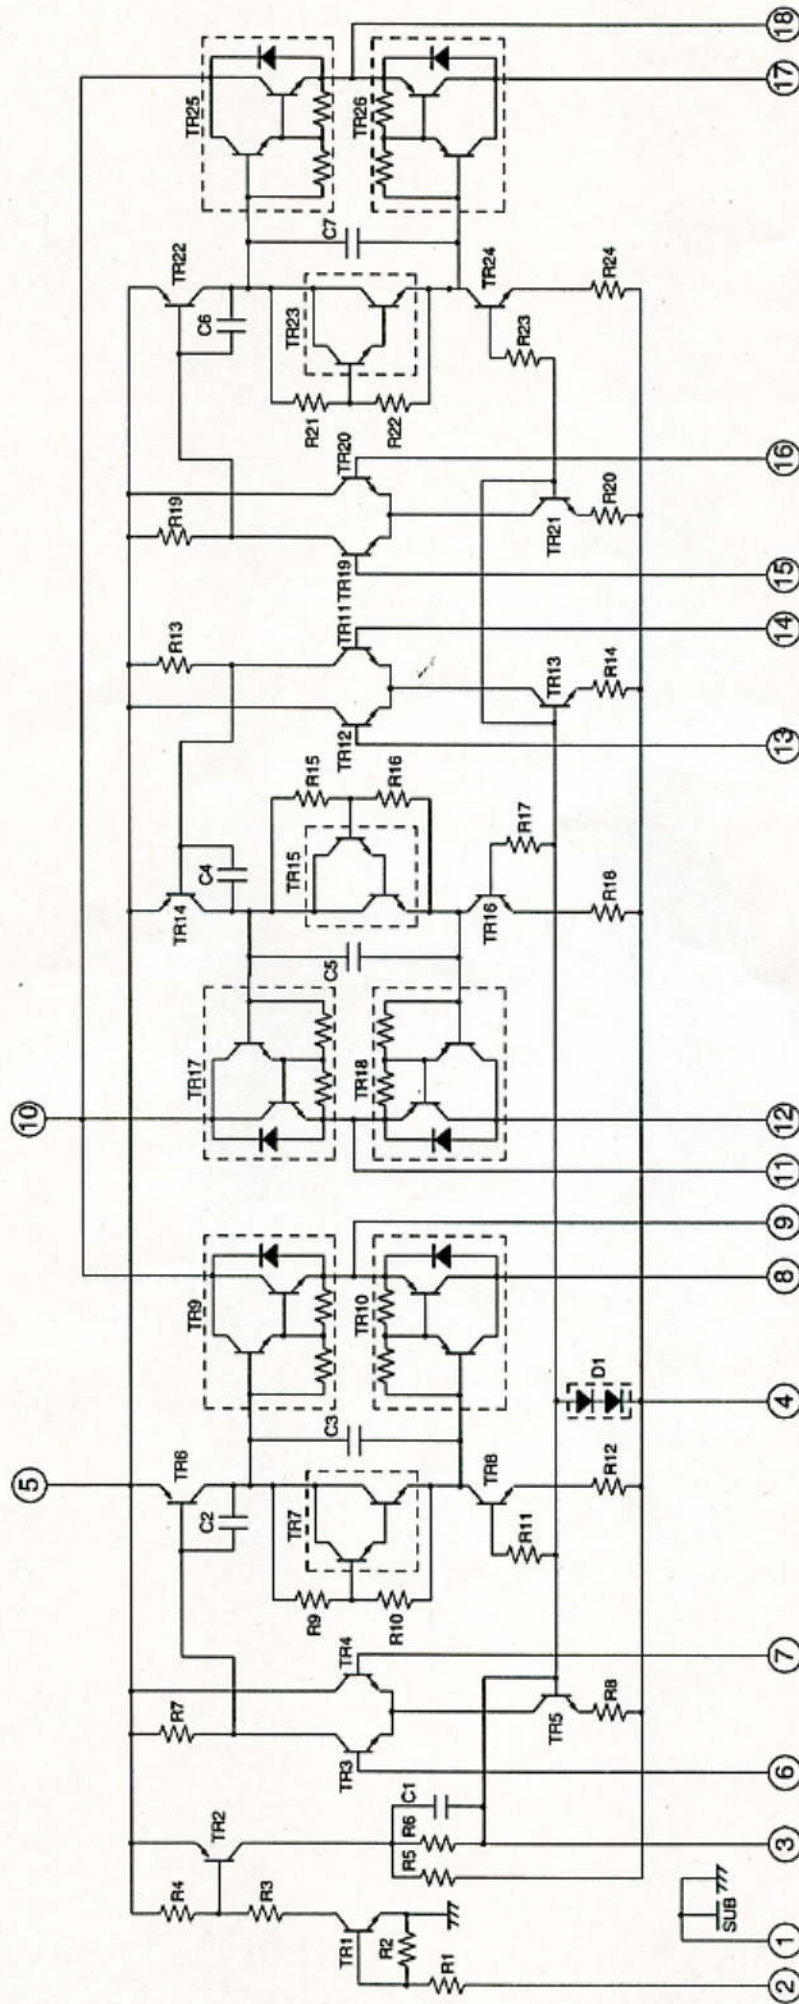 5
10
R4
R7
TR6
TR14
R13
R19
TR22
TR2
R3
C2
TR9
TR17
C4
C6
TR25
TR1
R2
R1
TR3
TR4
R9
R10
TR7
C3
TR10
TR18
C5
TR15
R15
R16
TR12
TR11
TR19
TR20
R21
R22
TR23
C7
TR26
R5
R6
C1
TR5
R8
R11
TR8
R12
D1
TR16
R17
R18
TR13
R14
TR21
R20
R23
TR24
R24
SUB
2
1
3
6
7
4
8
9
11
12
13
14
15
16
17
18